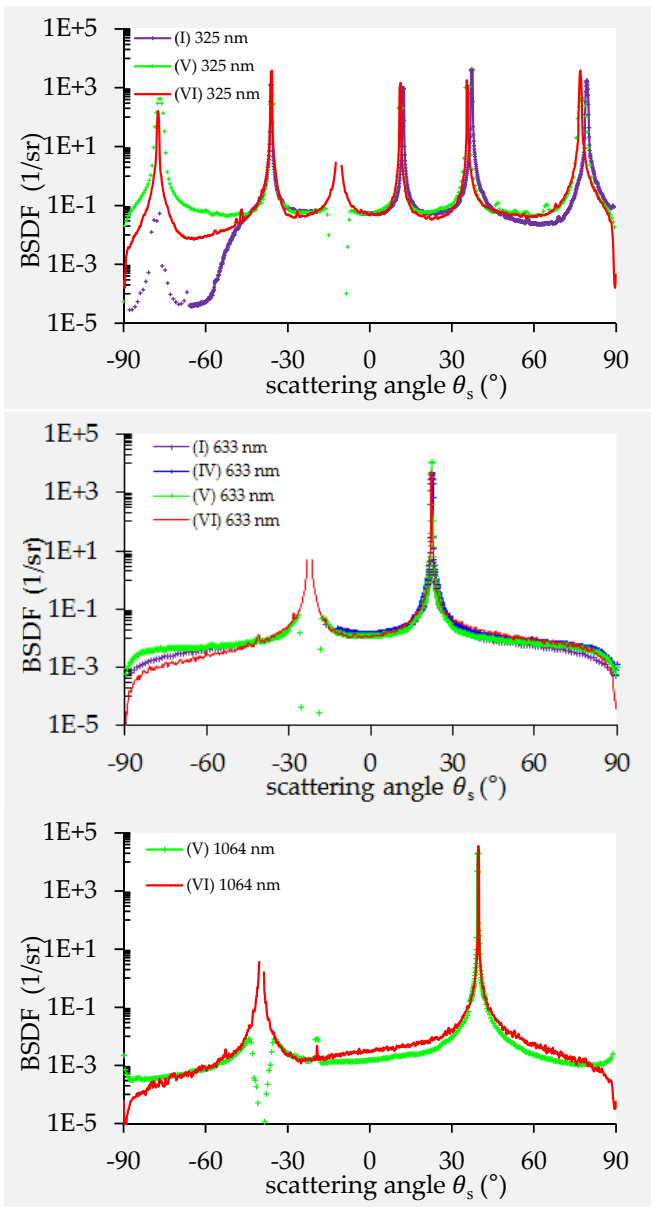 1E+5
1E+3
1E+1
1E-1
1E-3
1E-5
BSDF (1/sr)
(I) 325 nm
(V) 325 nm
(VI) 325 nm
-90 -60 -30 0 30 60 90
scattering angle θs (°)
1E+5
1E+3
1E+1
1E-1
1E-3
1E-5
BSDF (1/sr)
(I) 633 nm
(IV) 633 nm
(V) 633 nm
(VI) 633 nm
-90 -60 -30 0 30 60 90
scattering angle θs (°)
1E+5
1E+3
1E+1
1E-1
1E-3
1E-5
BSDF (1/sr)
(V) 1064 nm
(VI) 1064 nm
-90 -60 -30 0 30 60 90
scattering angle θs (°)